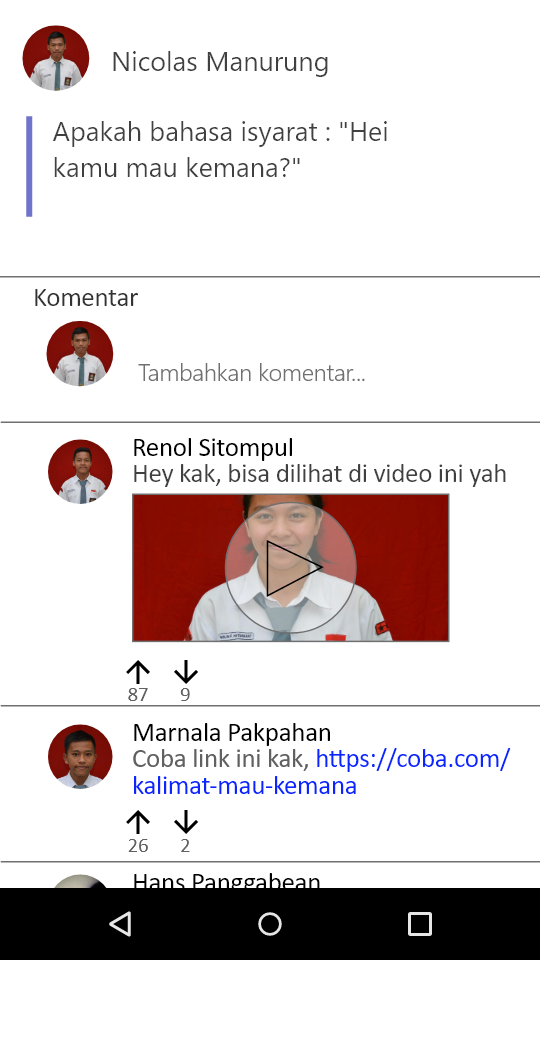 Nicolas Manurung
Apakah bahasa isyarat : "Hei
kamu mau kemana?"
Komentar
Tambahkan komentar...
Renol Sitompul
Hey kak, bisa dilihat di video ini yah
87 9
Marnala Pakpahan
Coba link ini kak, https://coba.com/
kalimat-mau-kemana
26 2
Hans Panggabean